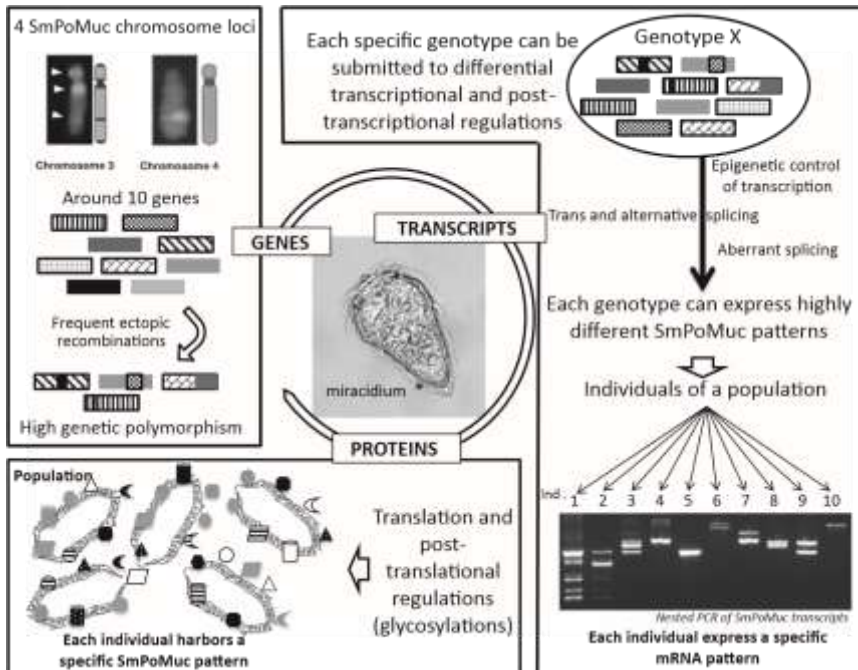 4 SmPoMuc chromosome loci
Chromosome 3
Chromosome 4
Around 10 genes
Frequent ectopic
recombinations
High genetic polymorphism
Each specific genotype can be
submitted to differential
transcriptional and post-
transcriptional regulations
Genotype X
Epigenetic control
of transcription
Trans and alternative splicing
Aberrant splicing
Each genotype can express highly
different SmPoMuc patterns
Individuals of a population
Ind. 1 2 3 4 5 6 7 8 9 10
Nested PCR of SmPoMuc transcripts
Each individual express a specific
mRNA pattern
GENES
TRANSCRIPTS
miracidium
PROTEINS
Population
Translation and
post-
translational
regulations
(glycosylations)
Each individual harbors a
specific SmPoMuc pattern